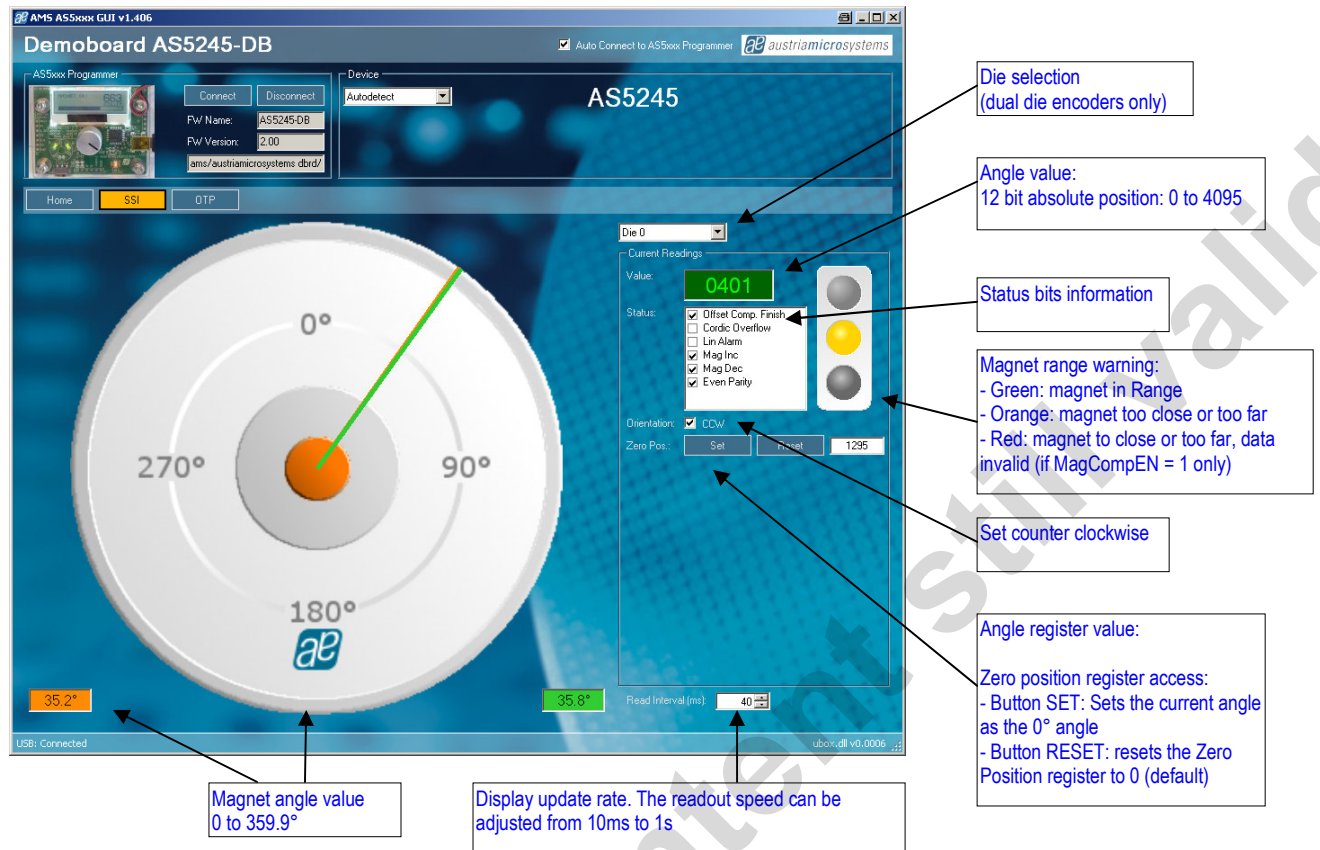 AMS AS5xxx GUI v1.406
Demoboard AS5245-DB
Auto Connect to AS5xxx Programmer
austriamicrosystems
AS5xxx Programmer
Connect
Disconnect
FW Name:
AS5245-DB
FW Version:
2.00
ams/austriamicrosystems dbrd/
Device
Autodetect
AS5245
Home
SSI
OTP
0°
90°
180°
270°
35.2°
35.8°
Die 0
Current Readings
Value:
0401
Status:
Offset Comp. Finish
Cordic Overflow
Lin Alarm
Mag Inc
Mag Dec
Even Parity
Orientation:
CCW
Zero Pos.:
Set
Reset
1295
Read Interval (ms):
40
USB: Connected
ubox.dll v0.0006
Die selection
(dual die encoders only)
Angle value:
12 bit absolute position: 0 to 4095
Status bits information
Magnet range warning:
- Green: magnet in Range
- Orange: magnet too close or too far
- Red: magnet to close or too far, data
invalid (if MagCompEN = 1 only)
Set counter clockwise
Angle register value:
Zero position register access:
- Button SET: Sets the current angle
as the 0° angle
- Button RESET: resets the Zero
Position register to 0 (default)
Magnet angle value
0 to 359.9°
Display update rate. The readout speed can be
adjusted from 10ms to 1s
tent still valid